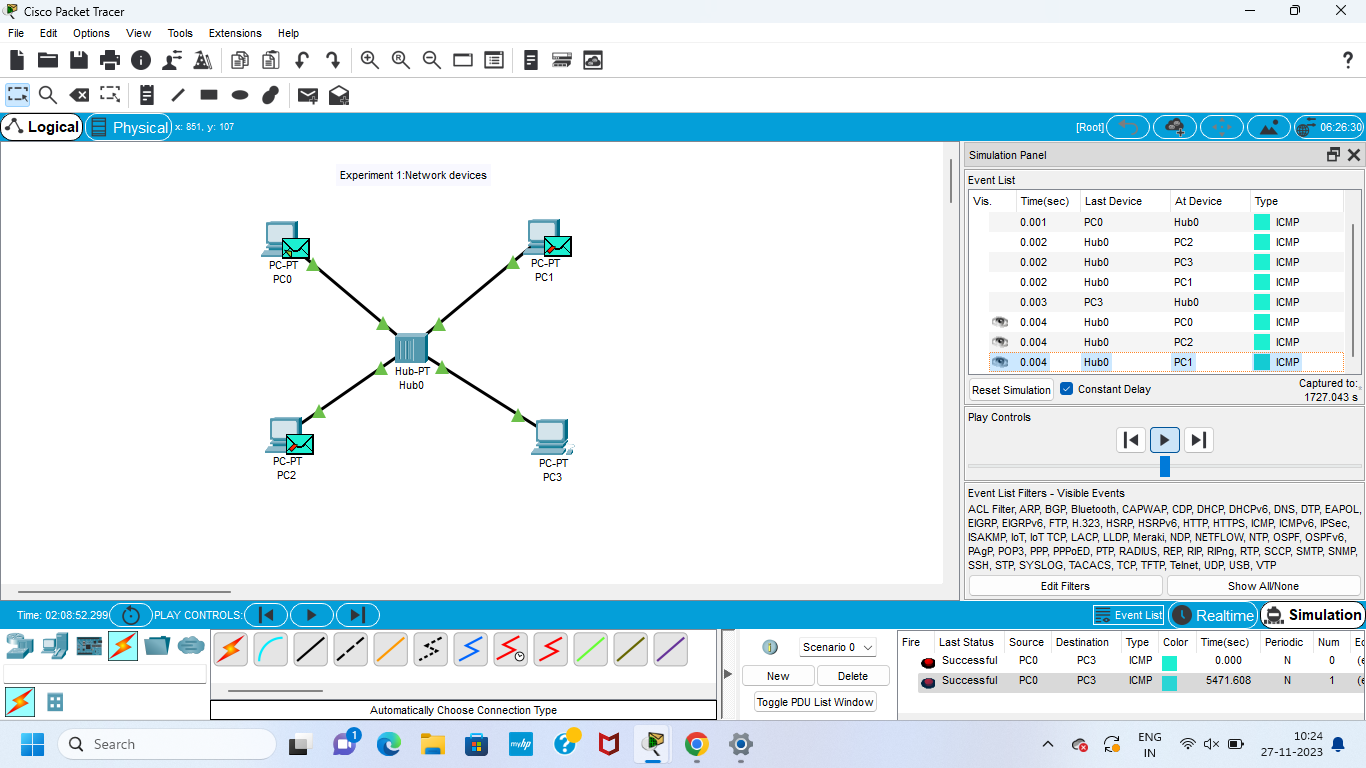 Cisco Packet Tracer
File Edit Options View Tools Extensions Help
Logical Physical x: 851, y: 107 [Root] 06:26:30
Experiment 1:Network devices
PC-PT
PC0
PC-PT
PC1
Hub-PT
Hub0
PC-PT
PC2
PC-PT
PC3
Simulation Panel
Event List
Vis. Time(sec) Last Device At Device Type
0.001 PC0 Hub0 ICMP
0.002 Hub0 PC2 ICMP
0.002 Hub0 PC3 ICMP
0.002 Hub0 PC1 ICMP
0.003 PC3 Hub0 ICMP
0.004 Hub0 PC0 ICMP
0.004 Hub0 PC2 ICMP
0.004 Hub0 PC1 ICMP
Reset Simulation Constant Delay Captured to:
1727.043 s
Play Controls
Event List Filters - Visible Events
ACL Filter, ARP, BGP, Bluetooth, CAPWAP, CDP, DHCP, DHCPv6, DNS, DTP, EAPOL,
EIGRP, EIGRPv6, FTP, H.323, HSRP, HSRPv6, HTTP, HTTPS, ICMP, ICMPv6, IPSec,
ISAKMP, IoT, IoT TCP, LACP, LLDP, Meraki, NDP, NETFLOW, NTP, OSPF, OSPFv6,
PAgP, POP3, PPP, PPPoED, PTP, RADIUS, REP, RIP, RIPng, RTP, SCCP, SMTP, SNMP,
SSH, STP, SYSLOG, TACACS, TCP, TFTP, Telnet, UDP, USB, VTP
Edit Filters Show All/None
Time: 02:08:52.299 PLAY CONTROLS: Event List Realtime Simulation
Automatically Choose Connection Type
Scenario 0
New Delete
Toggle PDU List Window
Fire Last Status Source Destination Type Color Time(sec) Periodic Num
Successful PC0 PC3 ICMP 0.000 N 0
Successful PC0 PC3 ICMP 5471.608 N 1
Search
1
myhp
ENG
IN
10:24
27-11-2023